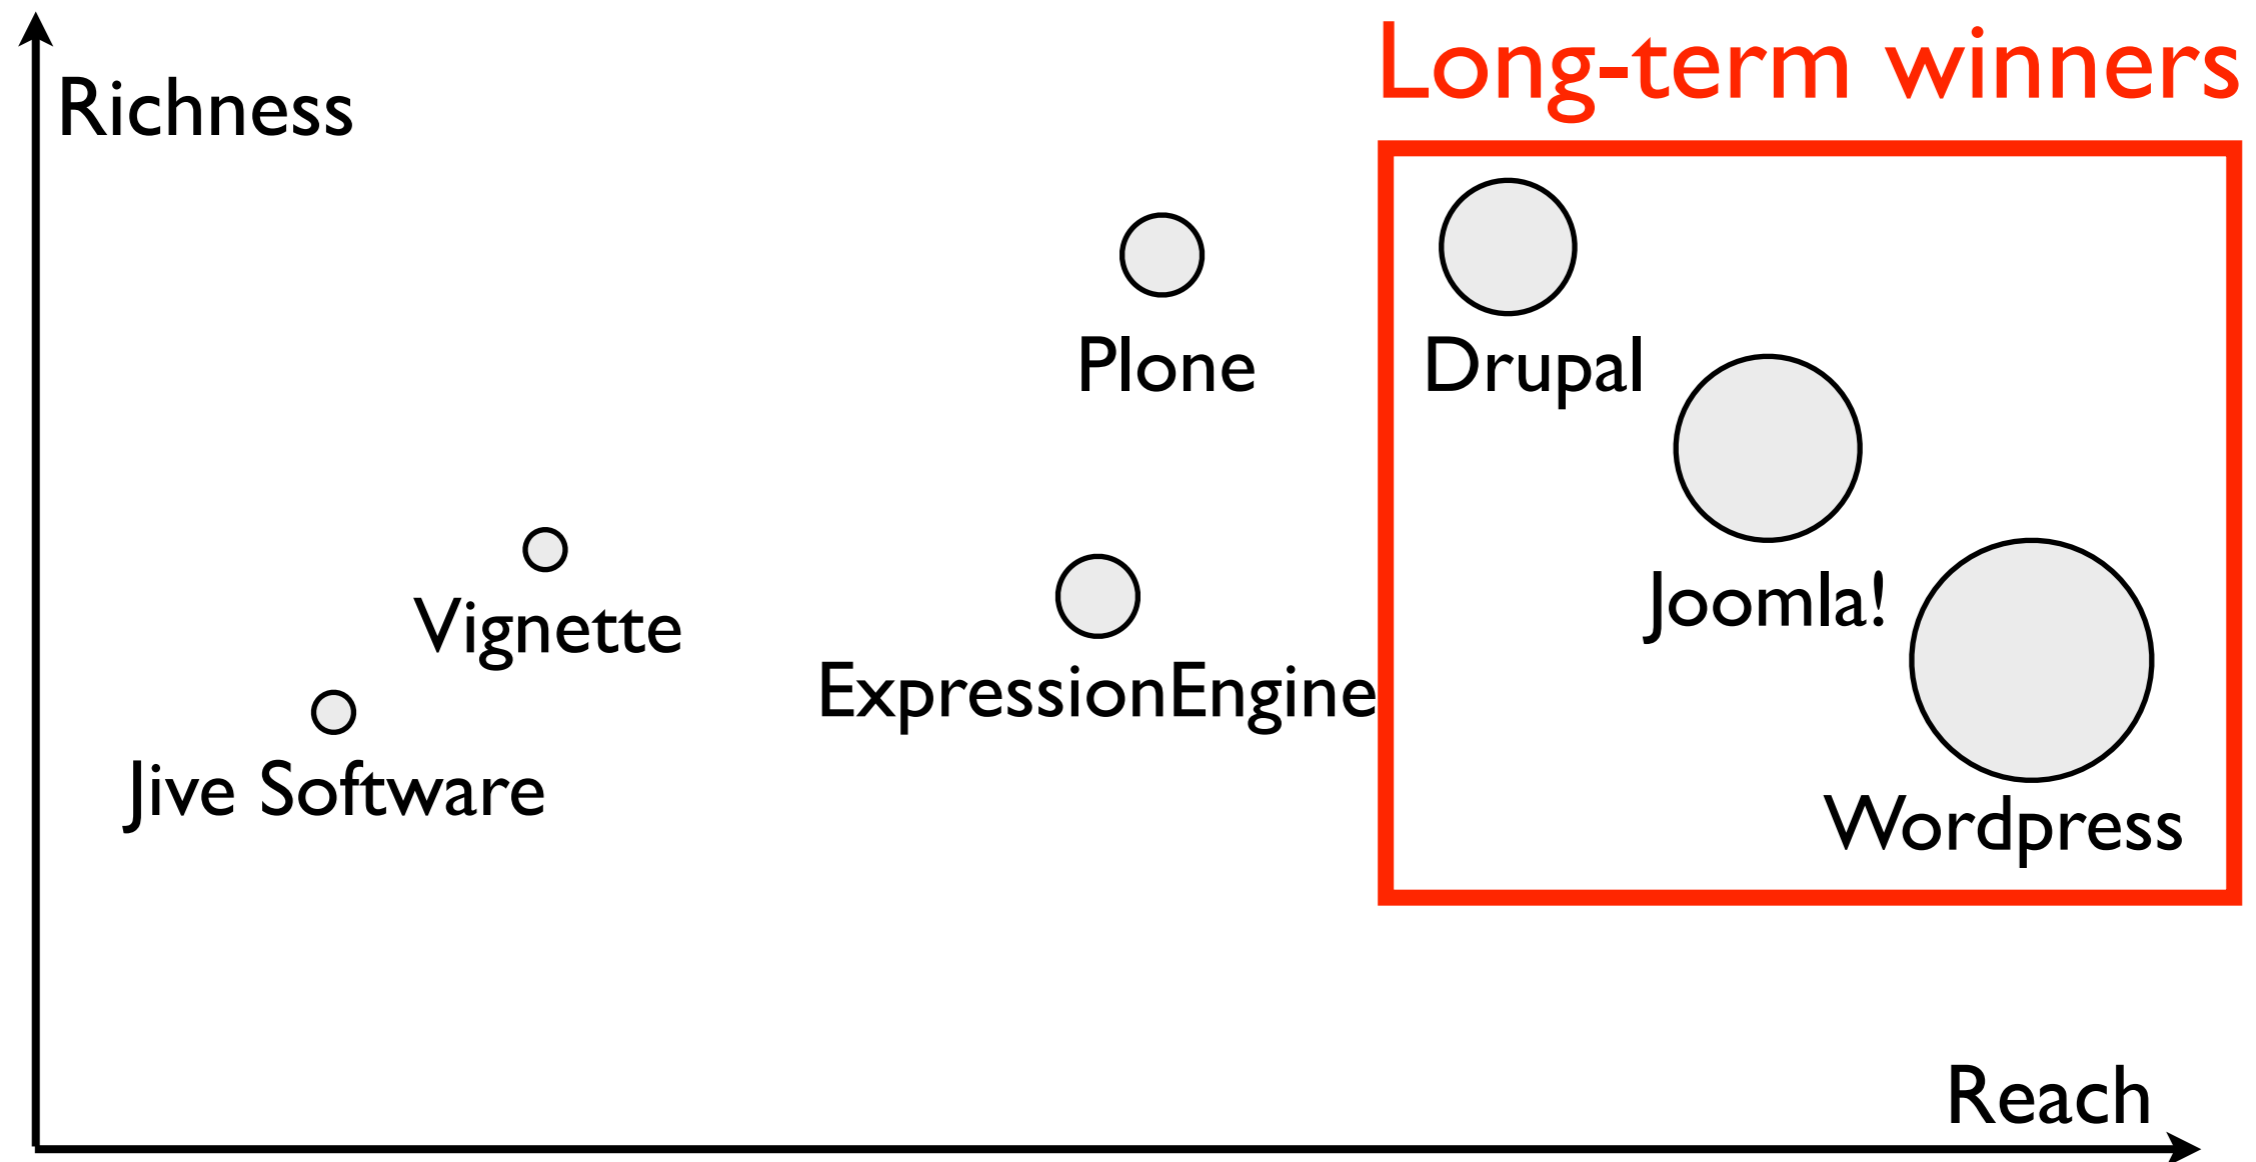 Long-term winners
Richness
Plone
Drupal
Joomla!
Vignette
ExpressionEngine
Jive Software
Wordpress
Reach